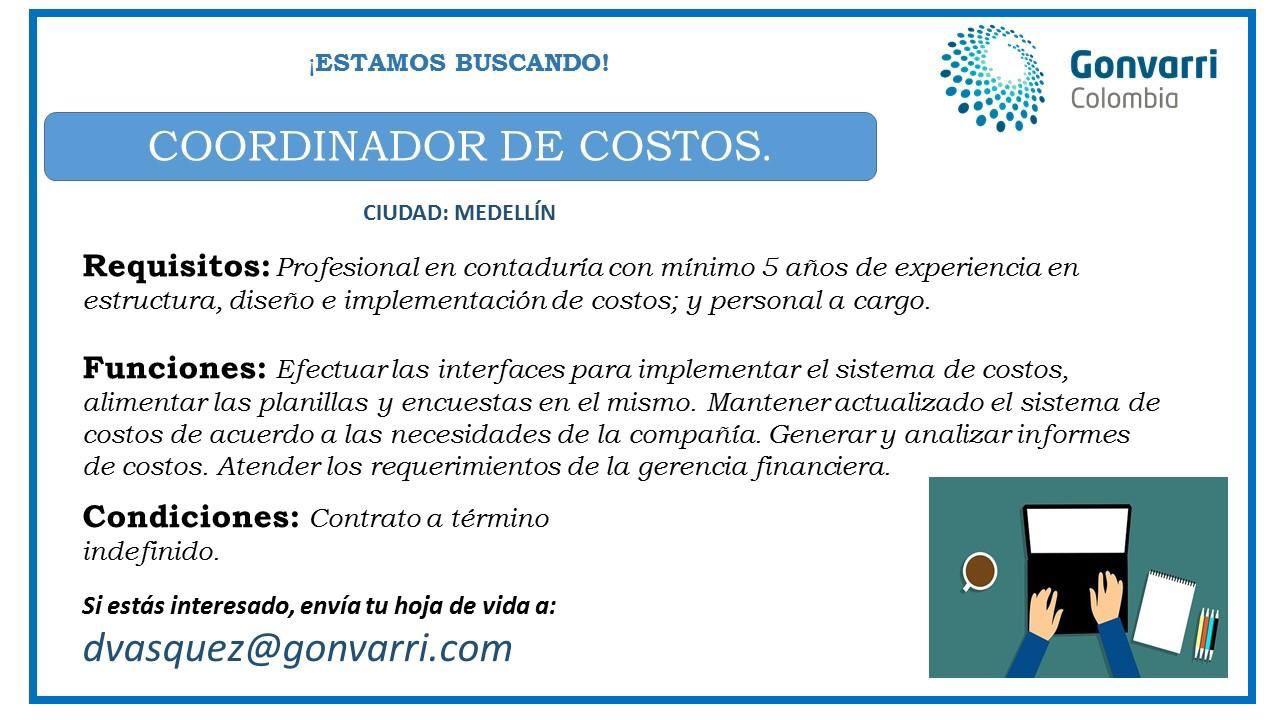 ¡ESTAMOS BUSCANDO!
Gonvarri
Colombia
COORDINADOR DE COSTOS.
CIUDAD: MEDELLÍN
Requisitos: Profesional en contaduría con mínimo 5 años de experiencia en
estructura, diseño e implementación de costos; y personal a cargo.
Funciones: Efectuar las interfaces para implementar el sistema de costos,
alimentar las planillas y encuestas en el mismo. Mantener actualizado el sistema de
costos de acuerdo a las necesidades de la compañía. Generar y analizar informes
de costos. Atender los requerimientos de la gerencia financiera.
Condiciones: Contrato a término
indefinido.
Si estás interesado, envía tu hoja de vida a:
dvasquez@gonvarri.com